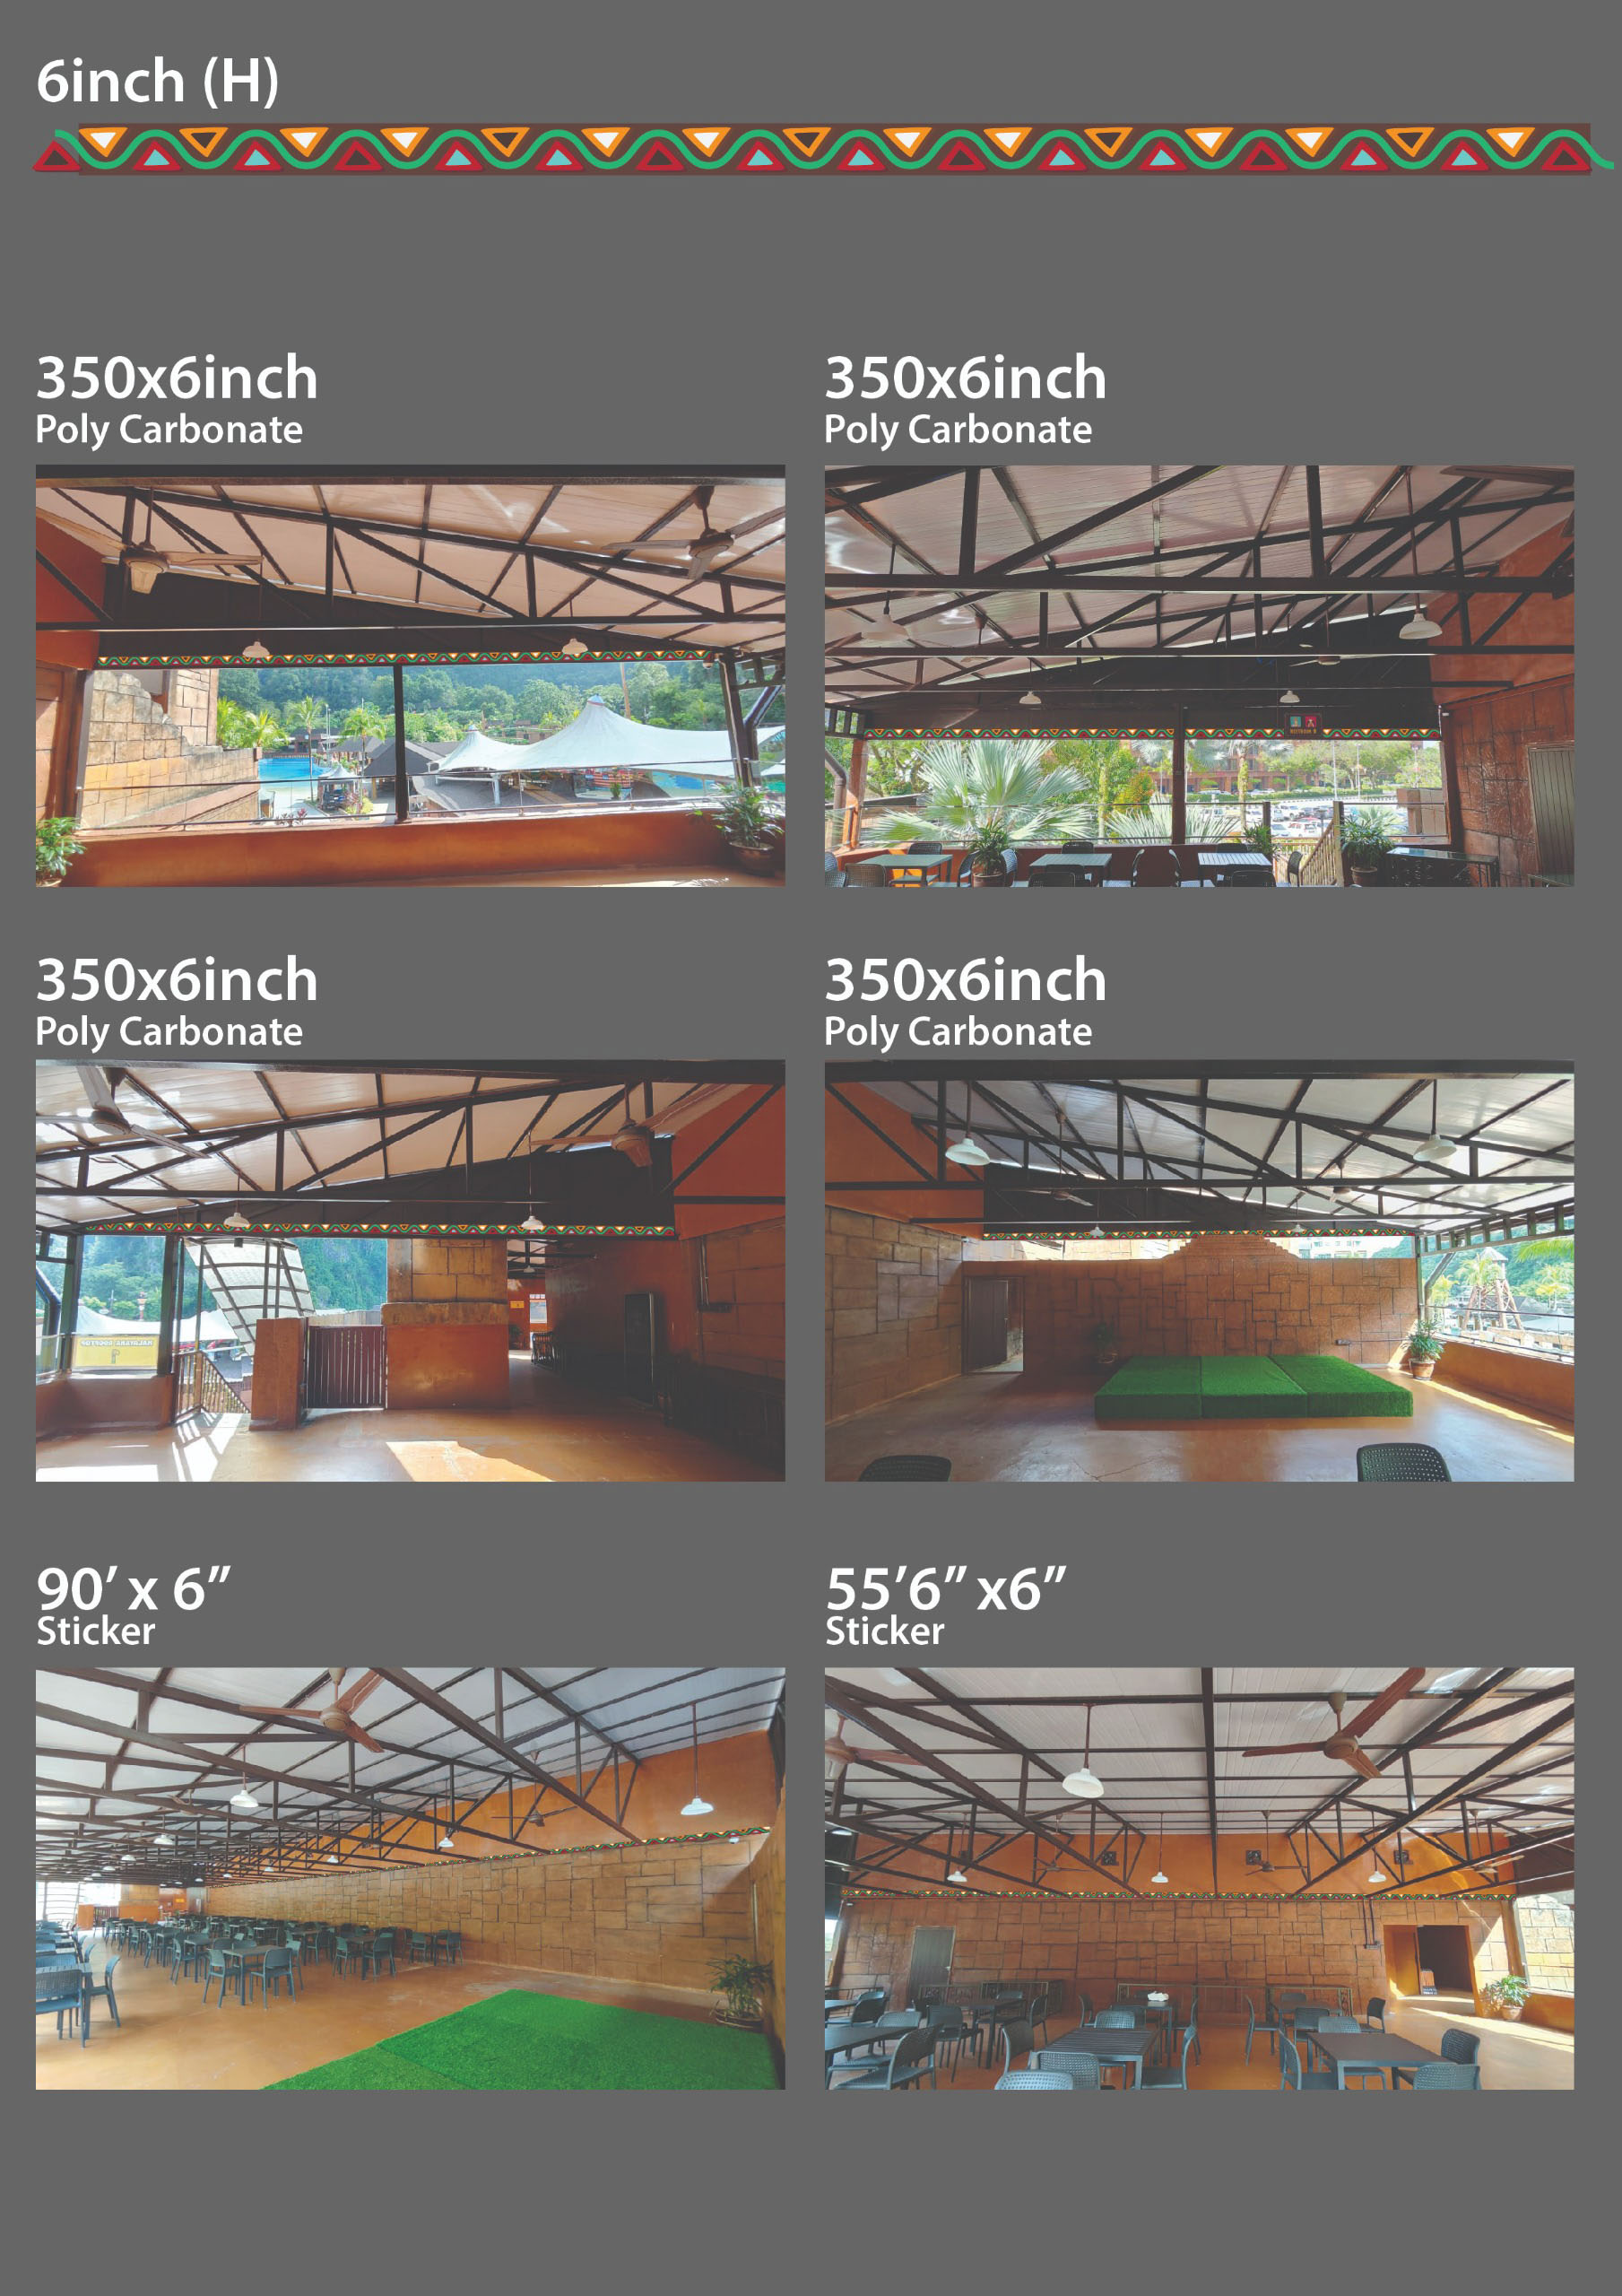 6inch (H)
350x6inch
Poly Carbonate
350x6inch
Poly Carbonate
350x6inch
Poly Carbonate
350x6inch
Poly Carbonate
90’ x 6”
Sticker
55’6” x6”
Sticker